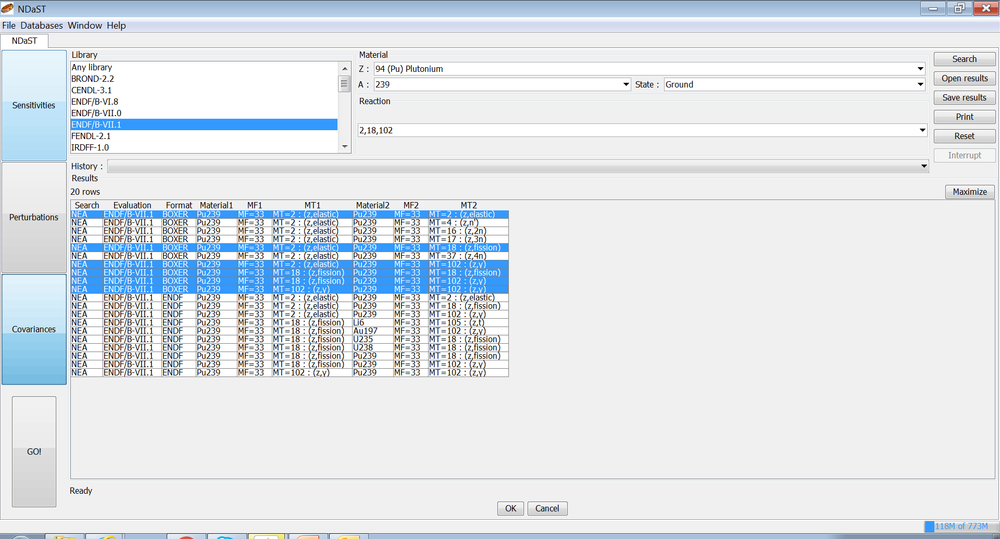 NDaST
File Databases Window Help
NDaST
Sensitivities
Perturbations
Covariances
GO!
Library
Any library
BROND-2.2
CENDL-3.1
ENDF/B-VI.8
ENDF/B-VII.0
ENDF/B-VII.1
FENDL-2.1
IRDFF-1.0
Material
Z : 94 (Pu) Plutonium
A : 239 State : Ground
Reaction
2,18,102
Search
Open results
Save results
Print
Reset
Interrupt
History :
Results
20 rows
Maximize
Search Evaluation Format Material1 MF1 MT1 Material2 MF2 MT2
NEA ENDF/B-VII.1 BOXER Pu239 MF=33 MT=2 : (z,elastic) Pu239 MF=33 MT=2 : (z,elastic)
NEA ENDF/B-VII.1 BOXER Pu239 MF=33 MT=2 : (z,elastic) Pu239 MF=33 MT=4 : (z,n')
NEA ENDF/B-VII.1 BOXER Pu239 MF=33 MT=2 : (z,elastic) Pu239 MF=33 MT=16 : (z,2n)
NEA ENDF/B-VII.1 BOXER Pu239 MF=33 MT=2 : (z,elastic) Pu239 MF=33 MT=17 : (z,3n)
NEA ENDF/B-VII.1 BOXER Pu239 MF=33 MT=2 : (z,elastic) Pu239 MF=33 MT=18 : (z,fission)
NEA ENDF/B-VII.1 BOXER Pu239 MF=33 MT=2 : (z,elastic) Pu239 MF=33 MT=37 : (z,4n)
NEA ENDF/B-VII.1 BOXER Pu239 MF=33 MT=2 : (z,elastic) Pu239 MF=33 MT=102 : (z,γ)
NEA ENDF/B-VII.1 BOXER Pu239 MF=33 MT=18 : (z,fission) Pu239 MF=33 MT=18 : (z,fission)
NEA ENDF/B-VII.1 BOXER Pu239 MF=33 MT=18 : (z,fission) Pu239 MF=33 MT=102 : (z,γ)
NEA ENDF/B-VII.1 BOXER Pu239 MF=33 MT=102 : (z,γ) Pu239 MF=33 MT=102 : (z,γ)
NEA ENDF/B-VII.1 ENDF Pu239 MF=33 MT=2 : (z,elastic) Pu239 MF=33 MT=2 : (z,elastic)
NEA ENDF/B-VII.1 ENDF Pu239 MF=33 MT=2 : (z,elastic) Pu239 MF=33 MT=18 : (z,fission)
NEA ENDF/B-VII.1 ENDF Pu239 MF=33 MT=2 : (z,elastic) Pu239 MF=33 MT=102 : (z,γ)
NEA ENDF/B-VII.1 ENDF Pu239 MF=33 MT=18 : (z,fission) Li6 MF=33 MT=105 : (z,t)
NEA ENDF/B-VII.1 ENDF Pu239 MF=33 MT=18 : (z,fission) Au197 MF=33 MT=102 : (z,γ)
NEA ENDF/B-VII.1 ENDF Pu239 MF=33 MT=18 : (z,fission) U235 MF=33 MT=18 : (z,fission)
NEA ENDF/B-VII.1 ENDF Pu239 MF=33 MT=18 : (z,fission) U238 MF=33 MT=18 : (z,fission)
NEA ENDF/B-VII.1 ENDF Pu239 MF=33 MT=18 : (z,fission) Pu239 MF=33 MT=18 : (z,fission)
NEA ENDF/B-VII.1 ENDF Pu239 MF=33 MT=18 : (z,fission) Pu239 MF=33 MT=102 : (z,γ)
NEA ENDF/B-VII.1 ENDF Pu239 MF=33 MT=102 : (z,γ) Pu239 MF=33 MT=102 : (z,γ)
Ready
OK Cancel
118M of 773M